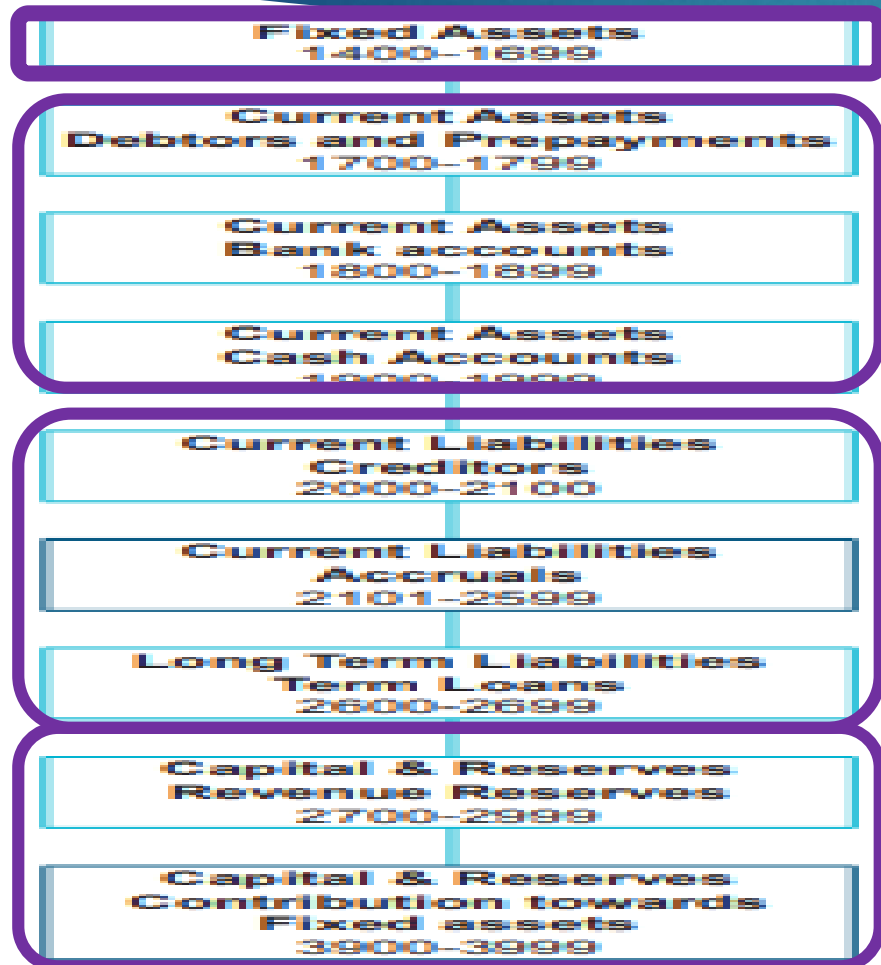 Fixed Assets
1400-1699
Current Assets
Debtors and Prepayments
1700-1799
Current Assets
Bank accounts
1800-1899
Current Assets
Cash Accounts
1900-1999
Current Liabilities
Creditors
2000-2100
Current Liabilities
Accruals
2101-2599
Long Term Liabilities
Term Loans
2600-2699
Capital & Reserves
Revenue Reserves
2700-2999
Capital & Reserves
Contribution towards
Fixed assets
3900-3999